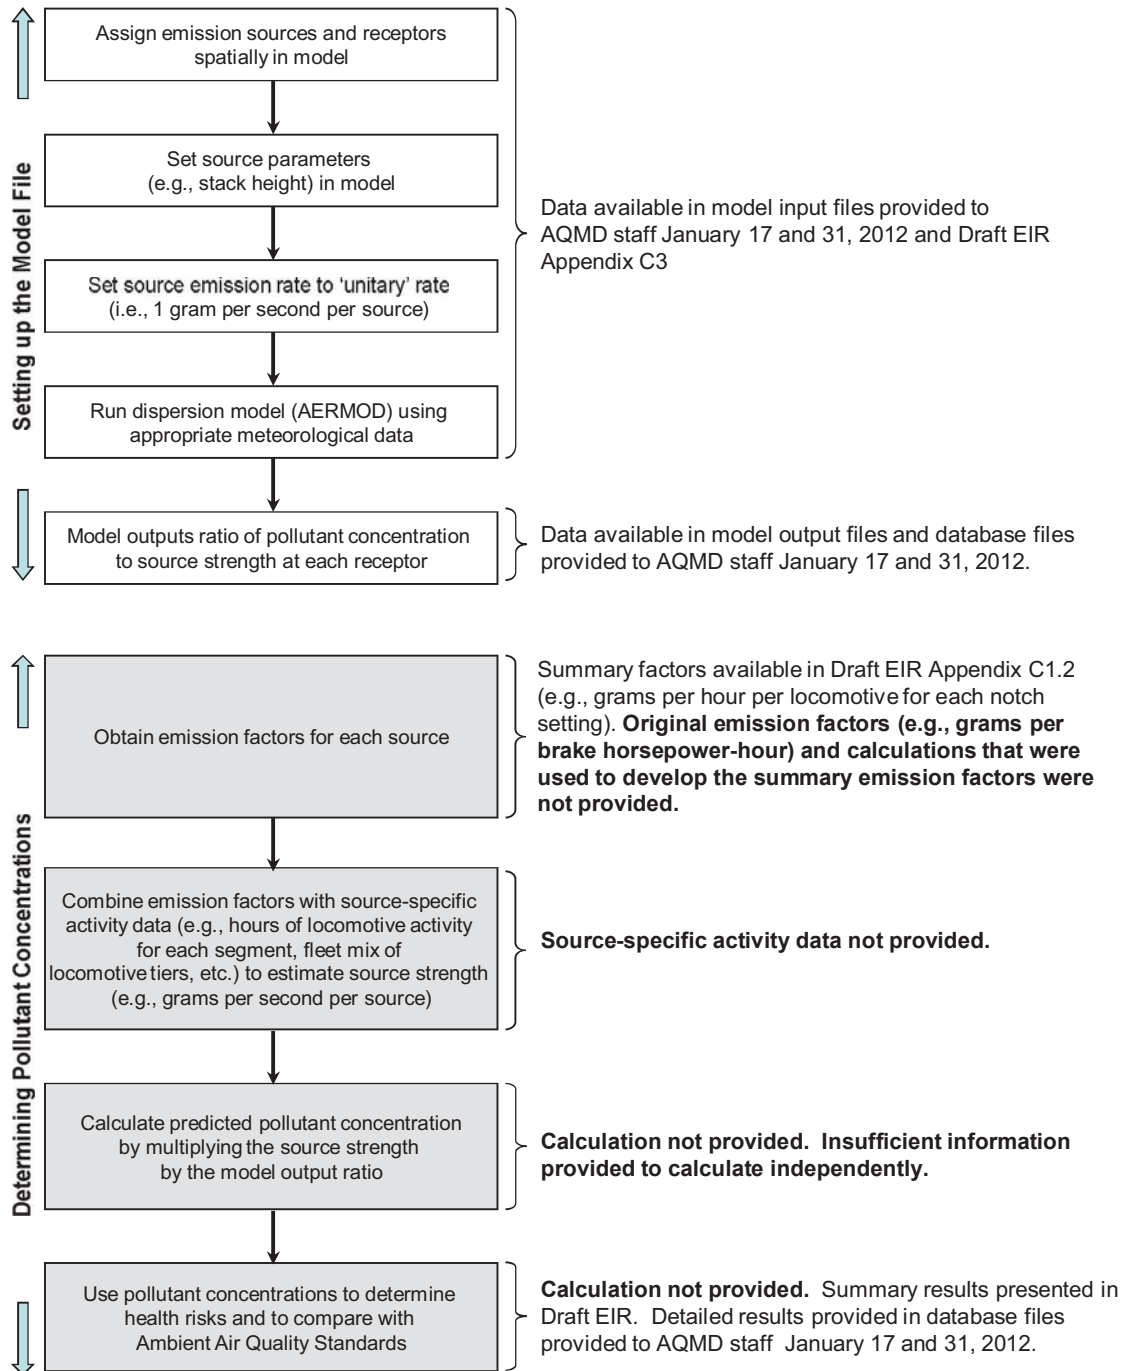 Setting up the Model File
Assign emission sources and receptors
spatially in model
Set source parameters
(e.g., stack height) in model
Set source emission rate to ‘unitary’ rate
(i.e., 1 gram per second per source)
Run dispersion model (AERMOD) using
appropriate meteorological data
Data available in model input files provided to
AQMD staff January 17 and 31, 2012 and Draft EIR
Appendix C3
Model outputs ratio of pollutant concentration
to source strength at each receptor
Data available in model output files and database files
provided to AQMD staff January 17 and 31, 2012.
Determining Pollutant Concentrations
Obtain emission factors for each source
Summary factors available in Draft EIR Appendix C1.2
(e.g., grams per hour per locomotive for each notch
setting). Original emission factors (e.g., grams per
brake horsepower-hour) and calculations that were
used to develop the summary emission factors were
not provided.
Combine emission factors with source-specific
activity data (e.g., hours of locomotive activity
for each segment, fleet mix of
locomotive tiers, etc.) to estimate source strength
(e.g., grams per second per source)
Source-specific activity data not provided.
Calculate predicted pollutant concentration
by multiplying the source strength
by the model output ratio
Calculation not provided. Insufficient information
provided to calculate independently.
Use pollutant concentrations to determine
health risks and to compare with
Ambient Air Quality Standards
Calculation not provided. Summary results presented in
Draft EIR. Detailed results provided in database files
provided to AQMD staff January 17 and 31, 2012.